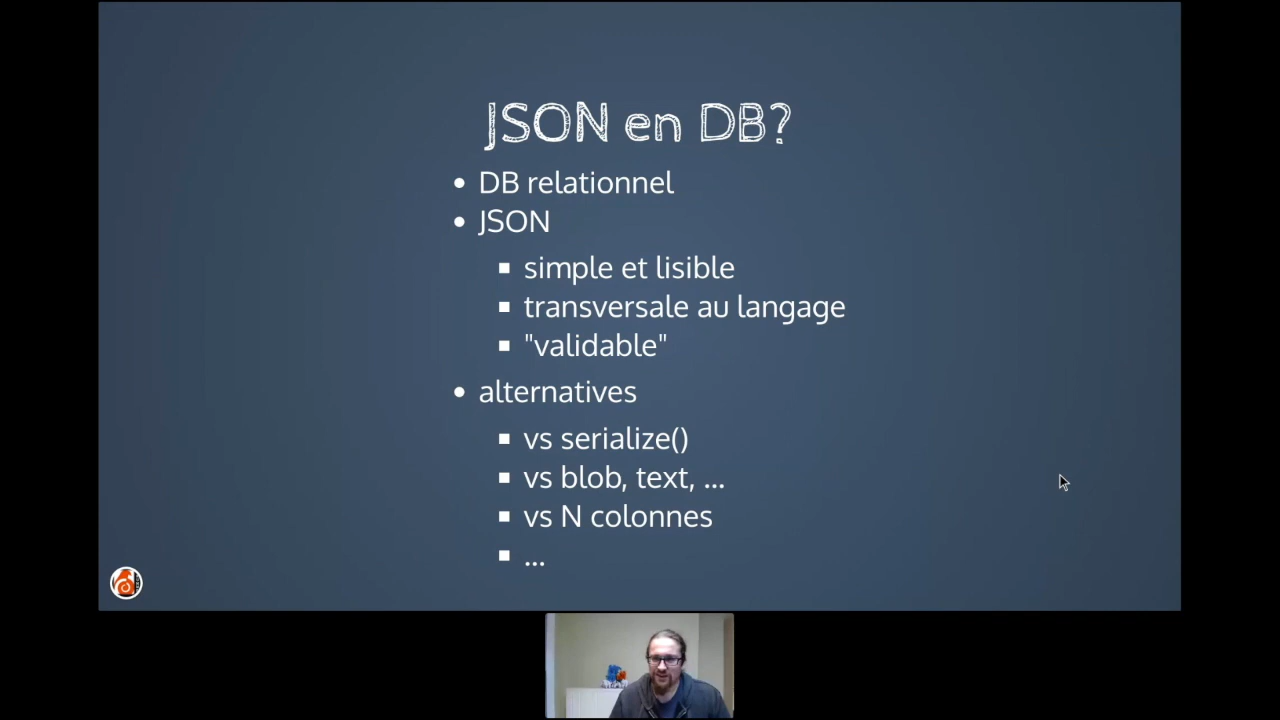 JSON en DB?
DB relationnel
JSON
simple et lisible
transversale au langage
"validable"
alternatives
vs serialize()
vs blob, text, ...
vs N colonnes
...